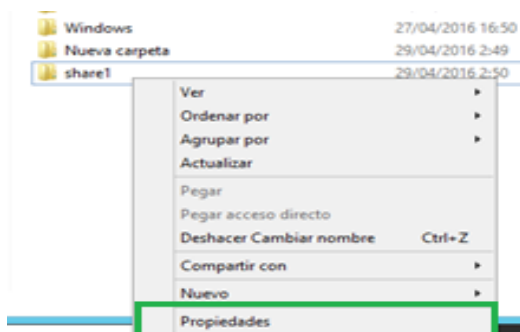 Windows 27/04/2016 16:50
Nueva carpeta 29/04/2016 2:49
share1 29/04/2016 2:50
Ver
Ordenar por
Agrupar por
Actualizar
Pegar
Pegar acceso directo
Deshacer Cambiar nombre Ctrl+Z
Compartir con
Nuevo
Propiedades